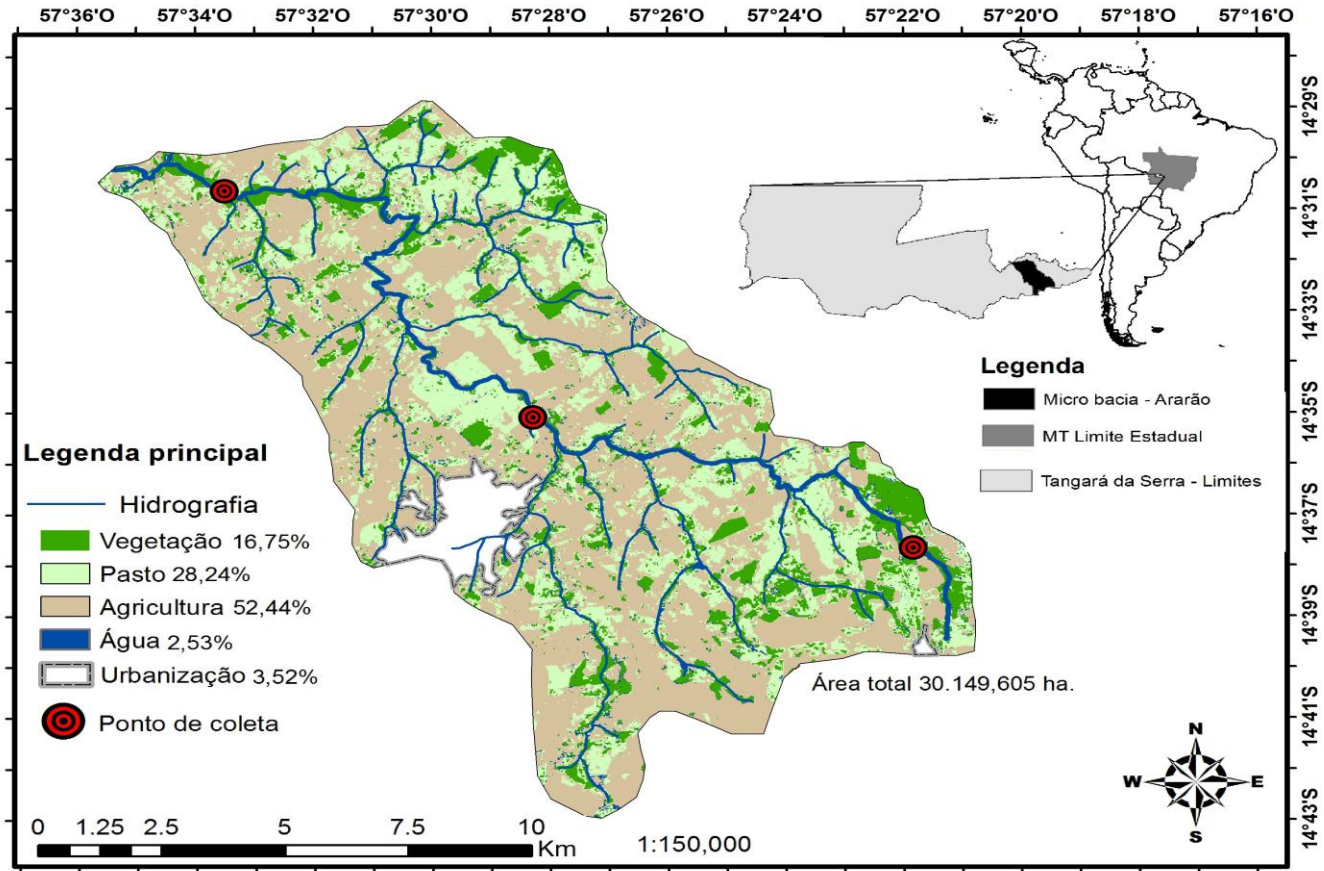 57°36'O 57°34'O 57°32'O 57°30'O 57°28'O 57°26'O 57°24'O 57°22'O 57°20'O 57°18'O 57°16'O
14°29'S
14°31'S
14°33'S
14°35'S
14°37'S
14°39'S
14°41'S
14°43'S
Legenda
Micro bacia - Ararão
MT Limite Estadual
Tangará da Serra - Limites
Legenda principal
Hidrografia
Vegetação 16,75%
Pasto 28,24%
Agricultura 52,44%
Água 2,53%
Urbanização 3,52%
Ponto de coleta
Área total 30.149,605 ha.
N
W E
S
0 1.25 2.5 5 7.5 10
Km
1:150,000